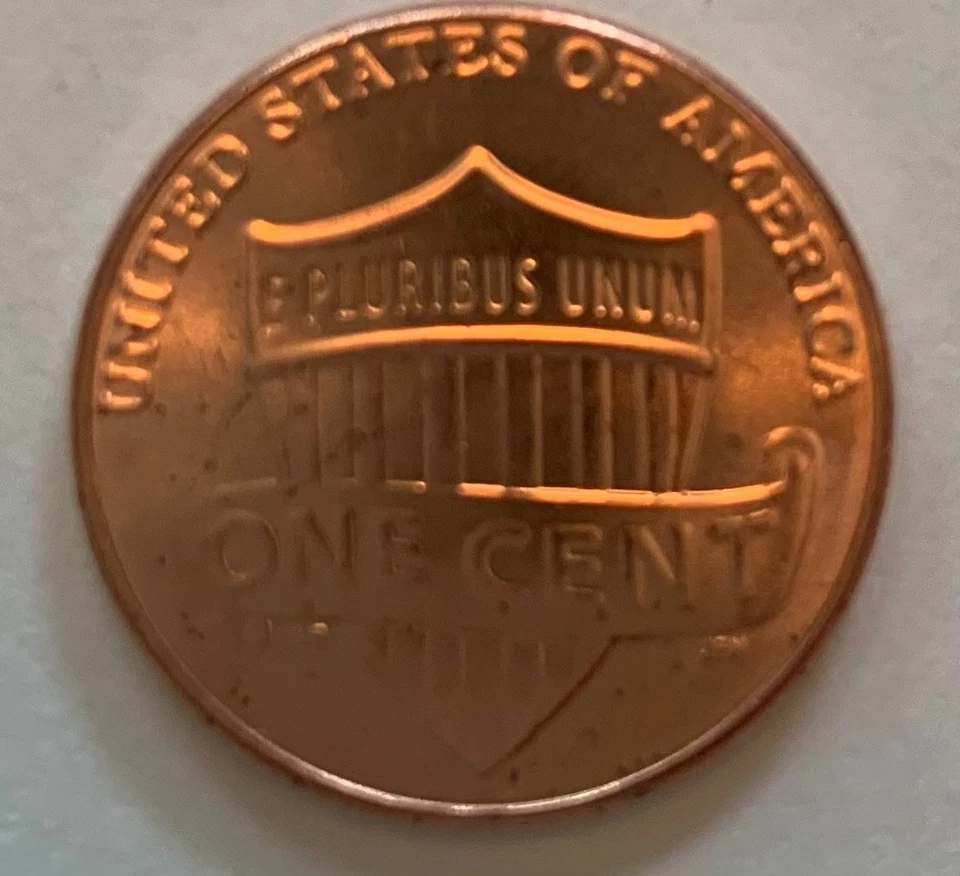 UNITED STATES OF AMERICA
E PLURIBUS UNUM
ONE CENT